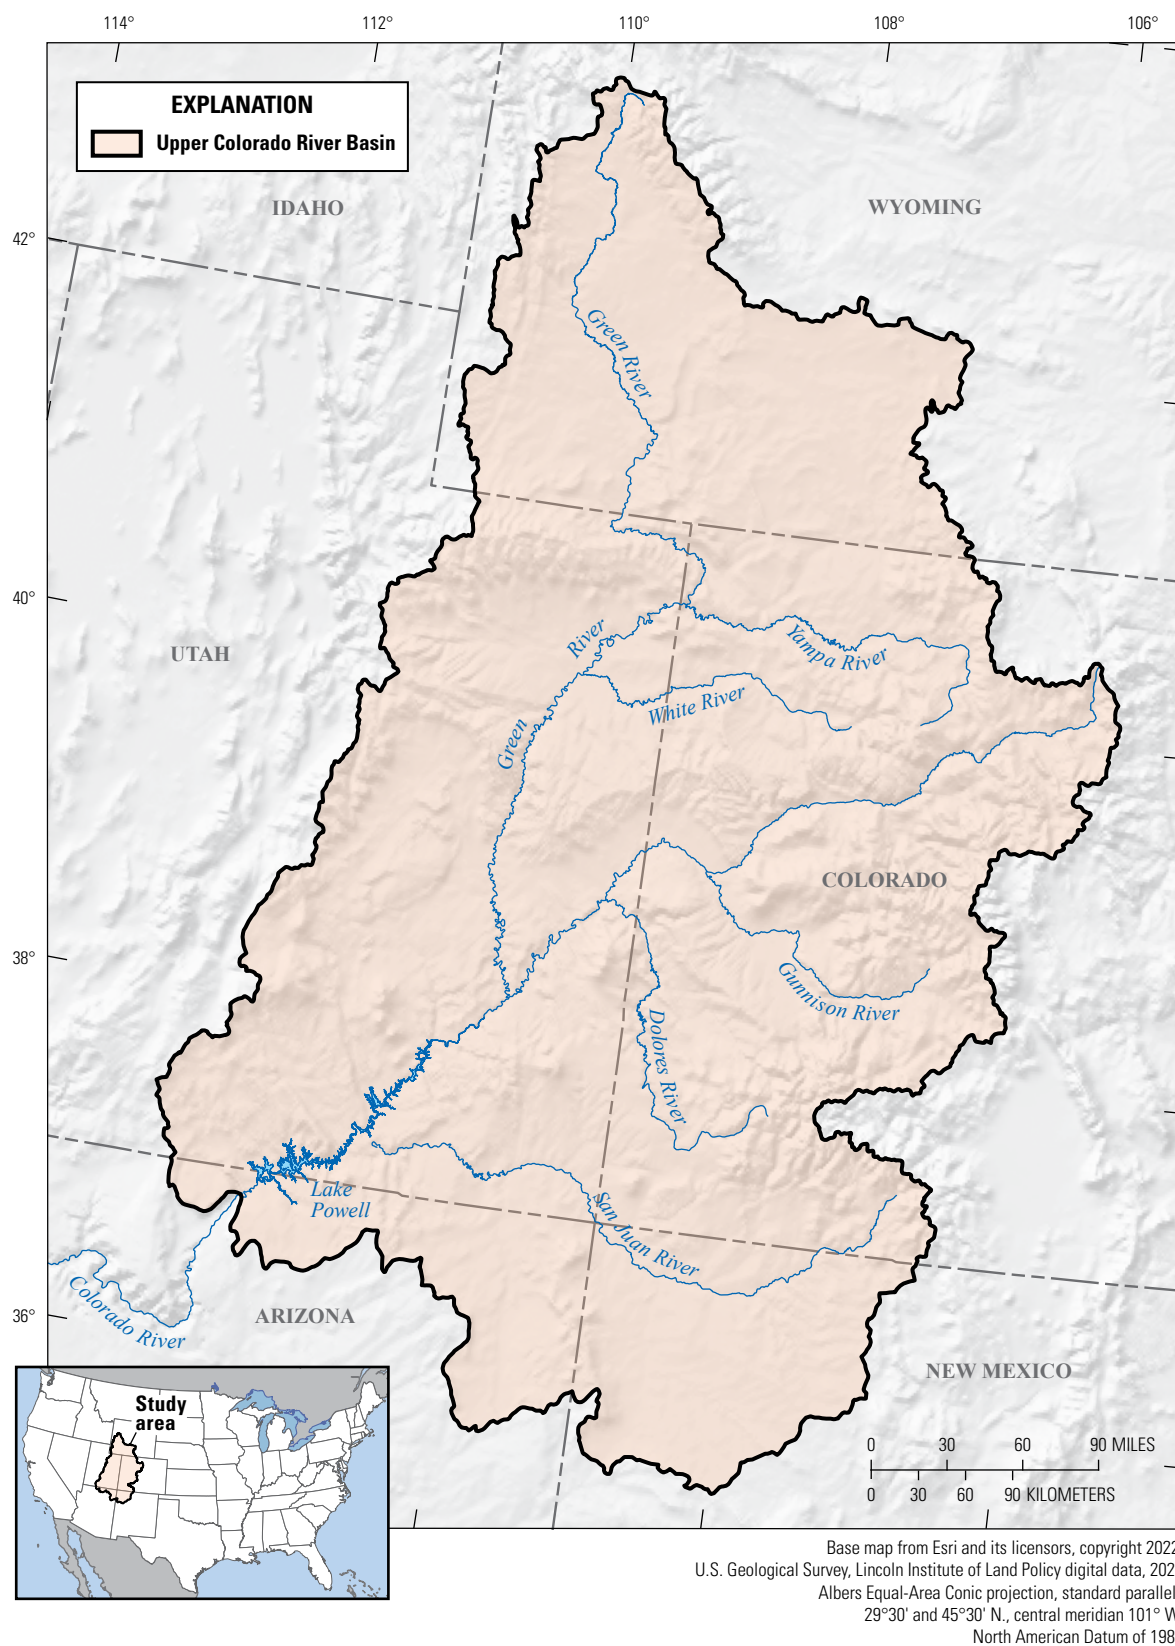 114°
112°
110°
108°
106°
EXPLANATION
Upper Colorado River Basin
IDAHO
WYOMING
42°
Green River
40°
UTAH
River
Yampa River
White River
Green
COLORADO
38°
Gunnison River
Dolores River
Lake
Powell
San Juan River
Colorado River
36°
ARIZONA
NEW MEXICO
Study
area
0 30 60 90 MILES
0 30 60 90 KILOMETERS
Base map from Esri and its licensors, copyright 2022
U.S. Geological Survey, Lincoln Institute of Land Policy digital data, 202
Albers Equal-Area Conic projection, standard parallel
29°30' and 45°30' N., central meridian 101° W
North American Datum of 198